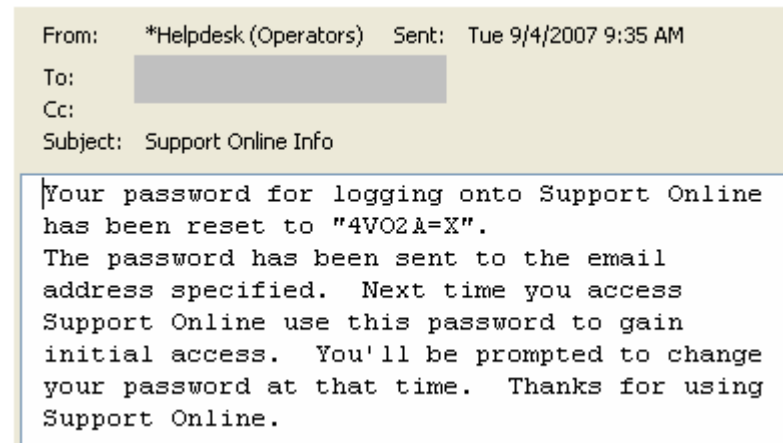 From: *Helpdesk (Operators) Sent: Tue 9/4/2007 9:35 AM
To:
Cc:
Subject: Support Online Info
Your password for logging onto Support Online
has been reset to "4VO2A=X".
The password has been sent to the email
address specified. Next time you access
Support Online use this password to gain
initial access. You'll be prompted to change
your password at that time. Thanks for using
Support Online.